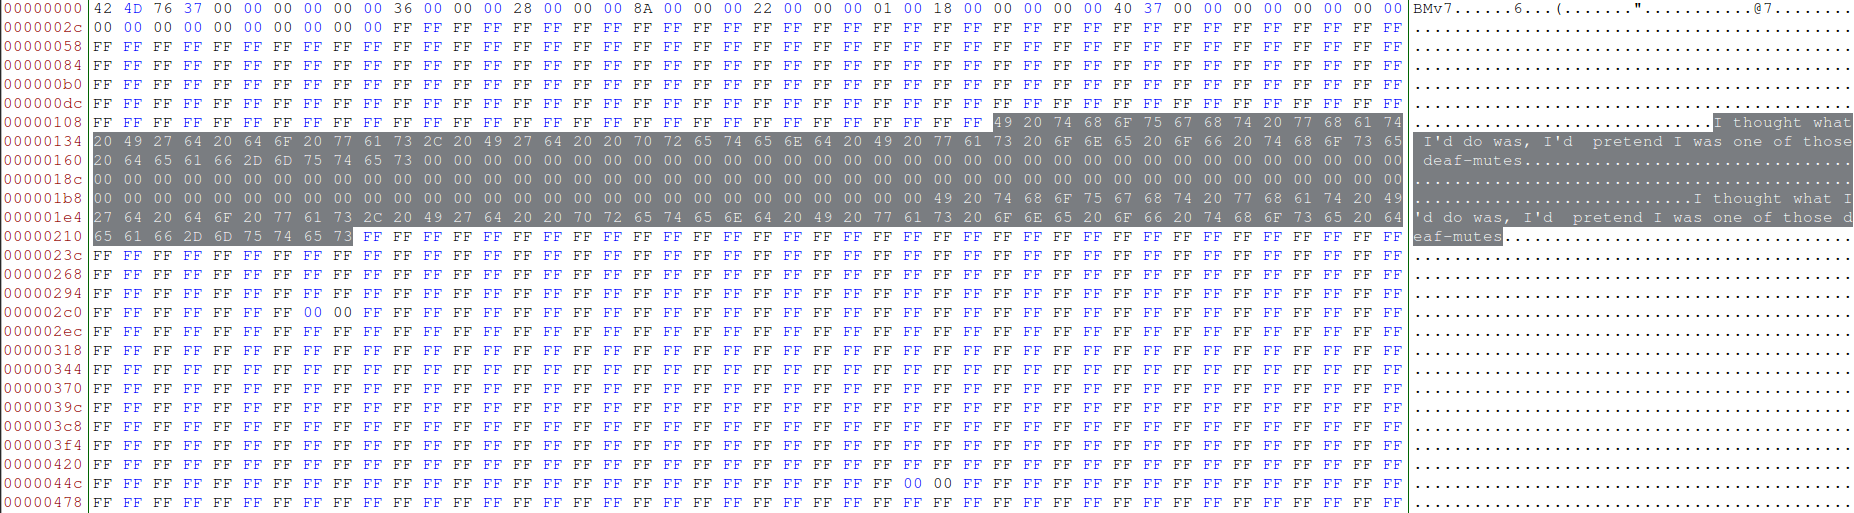 00000000 42 4D 76 37 00 00 00 00 00 00 36 00 00 00 28 00 00 00 8A 00 00 00 22 00 00 00 01 00 18 00 00 00 00 00 40 37 00 00 00 00 00 00 00 00 BMv7......6...(......."...........@7........
0000002c 00 00 00 00 00 00 00 00 00 00 FF FF FF FF FF FF FF FF FF FF FF FF FF FF FF FF FF FF FF FF FF FF FF FF FF FF FF FF FF FF FF FF FF FF ............................................
00000058 FF FF FF FF FF FF FF FF FF FF FF FF FF FF FF FF FF FF FF FF FF FF FF FF FF FF FF FF FF FF FF FF FF FF FF FF FF FF FF FF FF FF FF FF ............................................
00000084 FF FF FF FF FF FF FF FF FF FF FF FF FF FF FF FF FF FF FF FF FF FF FF FF FF FF FF FF FF FF FF FF FF FF FF FF FF FF FF FF FF FF FF FF ............................................
000000b0 FF FF FF FF FF FF FF FF FF FF FF FF FF FF FF FF FF FF FF FF FF FF FF FF FF FF FF FF FF FF FF FF FF FF FF FF FF FF FF FF FF FF FF FF ............................................
000000dc FF FF FF FF FF FF FF FF FF FF FF FF FF FF FF FF FF FF FF FF FF FF FF FF FF FF FF FF FF FF FF FF FF FF FF FF FF FF FF FF FF FF FF FF ............................................
00000108 FF FF FF FF FF FF FF FF FF FF FF FF FF FF FF FF FF FF FF FF FF FF FF FF FF FF FF FF FF FF 49 20 74 68 6F 75 67 68 74 20 77 68 61 74 ..............................I thought what
00000134 20 49 27 64 20 64 6F 20 77 61 73 2C 20 49 27 64 20 20 70 72 65 74 65 6E 64 20 49 20 77 61 73 20 6F 6E 65 20 6F 66 20 74 68 6F 73 65  I'd do was, I'd  pretend I was one of those
00000160 20 64 65 61 66 2D 6D 75 74 65 73 00 00 00 00 00 00 00 00 00 00 00 00 00 00 00 00 00 00 00 00 00 00 00 00 00 00 00 00 00 00 00 00 00  deaf-mutes.................................
0000018c 00 00 00 00 00 00 00 00 00 00 00 00 00 00 00 00 00 00 00 00 00 00 00 00 00 00 00 00 00 00 00 00 00 00 00 00 00 00 00 00 00 00 00 00 ............................................
000001b8 00 00 00 00 00 00 00 00 00 00 00 00 00 00 00 00 00 00 00 00 00 00 00 00 00 00 00 00 49 20 74 68 6F 75 67 68 74 20 77 68 61 74 20 49 ............................I thought what I
000001e4 27 64 20 64 6F 20 77 61 73 2C 20 49 27 64 20 20 70 72 65 74 65 6E 64 20 49 20 77 61 73 20 6F 6E 65 20 6F 66 20 74 68 6F 73 65 20 64 'd do was, I'd  pretend I was one of those d
00000210 65 61 66 2D 6D 75 74 65 73 FF FF FF FF FF FF FF FF FF FF FF FF FF FF FF FF FF FF FF FF FF FF FF FF FF FF FF FF FF FF FF FF FF FF FF eaf-mutes...................................
0000023c FF FF FF FF FF FF FF FF FF FF FF FF FF FF FF FF FF FF FF FF FF FF FF FF FF FF FF FF FF FF FF FF FF FF FF FF FF FF FF FF FF FF FF FF ............................................
00000268 FF FF FF FF FF FF FF FF FF FF FF FF FF FF FF FF FF FF FF FF FF FF FF FF FF FF FF FF FF FF FF FF FF FF FF FF FF FF FF FF FF FF FF FF ............................................
00000294 FF FF FF FF FF FF FF FF FF FF FF FF FF FF FF FF FF FF FF FF FF FF FF FF FF FF FF FF FF FF FF FF FF FF FF FF FF FF FF FF FF FF FF FF ............................................
000002c0 FF FF FF FF FF FF FF 00 00 FF FF FF FF FF FF FF FF FF FF FF FF FF FF FF FF FF FF FF FF FF FF FF FF FF FF FF FF FF FF FF FF FF FF FF ............................................
000002ec FF FF FF FF FF FF FF FF FF FF FF FF FF FF FF FF FF FF FF FF FF FF FF FF FF FF FF FF FF FF FF FF FF FF FF FF FF FF FF FF FF FF FF FF ............................................
00000318 FF FF FF FF FF FF FF FF FF FF FF FF FF FF FF FF FF FF FF FF FF FF FF FF FF FF FF FF FF FF FF FF FF FF FF FF FF FF FF FF FF FF FF FF ............................................
00000344 FF FF FF FF FF FF FF FF FF FF FF FF FF FF FF FF FF FF FF FF FF FF FF FF FF FF FF FF FF FF FF FF FF FF FF FF FF FF FF FF FF FF FF FF ............................................
00000370 FF FF FF FF FF FF FF FF FF FF FF FF FF FF FF FF FF FF FF FF FF FF FF FF FF FF FF FF FF FF FF FF FF FF FF FF FF FF FF FF FF FF FF FF ............................................
0000039c FF FF FF FF FF FF FF FF FF FF FF FF FF FF FF FF FF FF FF FF FF FF FF FF FF FF FF FF FF FF FF FF FF FF FF FF FF FF FF FF FF FF FF FF ............................................
000003c8 FF FF FF FF FF FF FF FF FF FF FF FF FF FF FF FF FF FF FF FF FF FF FF FF FF FF FF FF FF FF FF FF FF FF FF FF FF FF FF FF FF FF FF FF ............................................
000003f4 FF FF FF FF FF FF FF FF FF FF FF FF FF FF FF FF FF FF FF FF FF FF FF FF FF FF FF FF FF FF FF FF FF FF FF FF FF FF FF FF FF FF FF FF ............................................
00000420 FF FF FF FF FF FF FF FF FF FF FF FF FF FF FF FF FF FF FF FF FF FF FF FF FF FF FF FF FF FF FF FF FF FF FF FF FF FF FF FF FF FF FF FF ............................................
0000044c FF FF FF FF FF FF FF FF FF FF FF FF FF FF FF FF FF FF FF FF FF FF FF FF FF FF FF 00 00 FF FF FF FF FF FF FF FF FF FF FF FF FF FF FF ............................................
00000478 FF FF FF FF FF FF FF FF FF FF FF FF FF FF FF FF FF FF FF FF FF FF FF FF FF FF FF FF FF FF FF FF FF FF FF FF FF FF FF FF FF FF FF FF ............................................